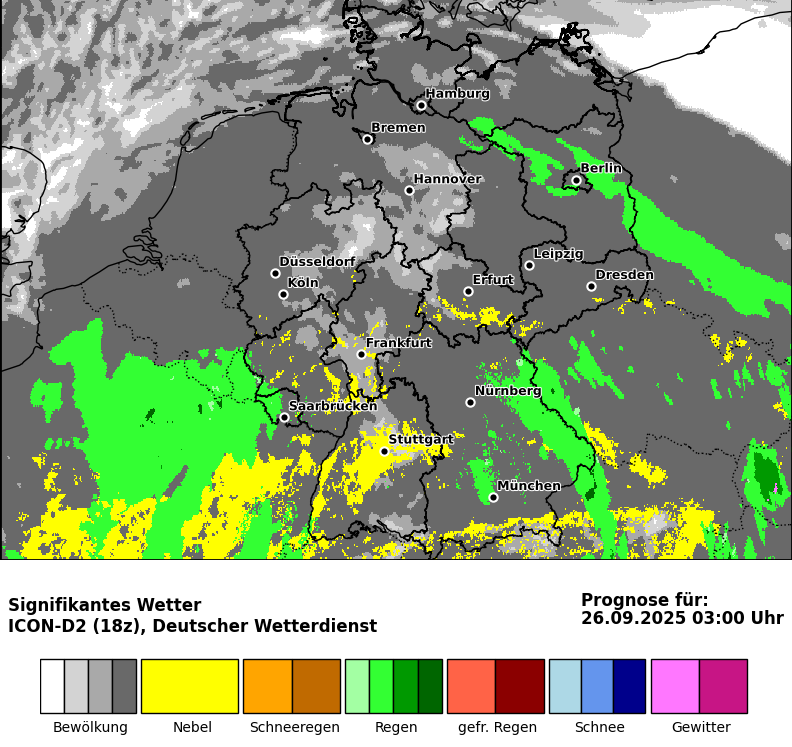 Hamburg
Bremen
Berlin
Hannover
Leipzig
Düsseldorf
Dresden
Köln
Erfurt
Frankfurt
Nürnberg
Saarbrücken
Stuttgart
München
Signifikantes Wetter
ICON-D2 (18z), Deutscher Wetterdienst
Prognose für:
26.09.2025 03:00 Uhr
Bewölkung Nebel Schneeregen Regen gefr. Regen Schnee Gewitter